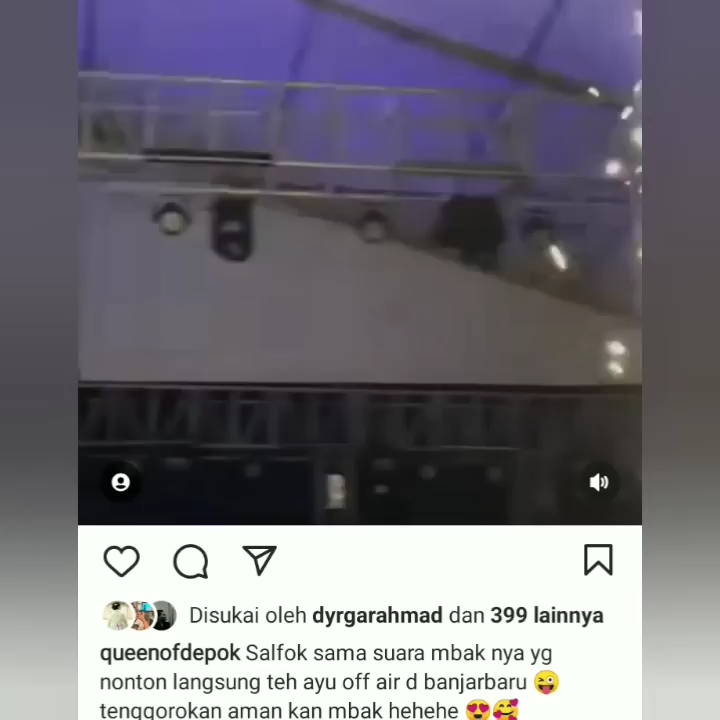 Disukai oleh dyrgarahmad dan 399 lainnya
queenofdepok Salfok sama suara mbak nya yg
nonton langsung teh ayu off air d banjarbaru 😜
tenggorokan aman kan mbak hehehe 😍🥰